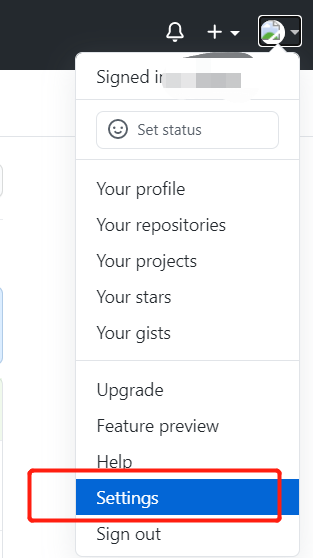 Signed in
Set status
Your profile
Your repositories
Your projects
Your stars
Your gists
Upgrade
Feature preview
Help
Settings
Sign out